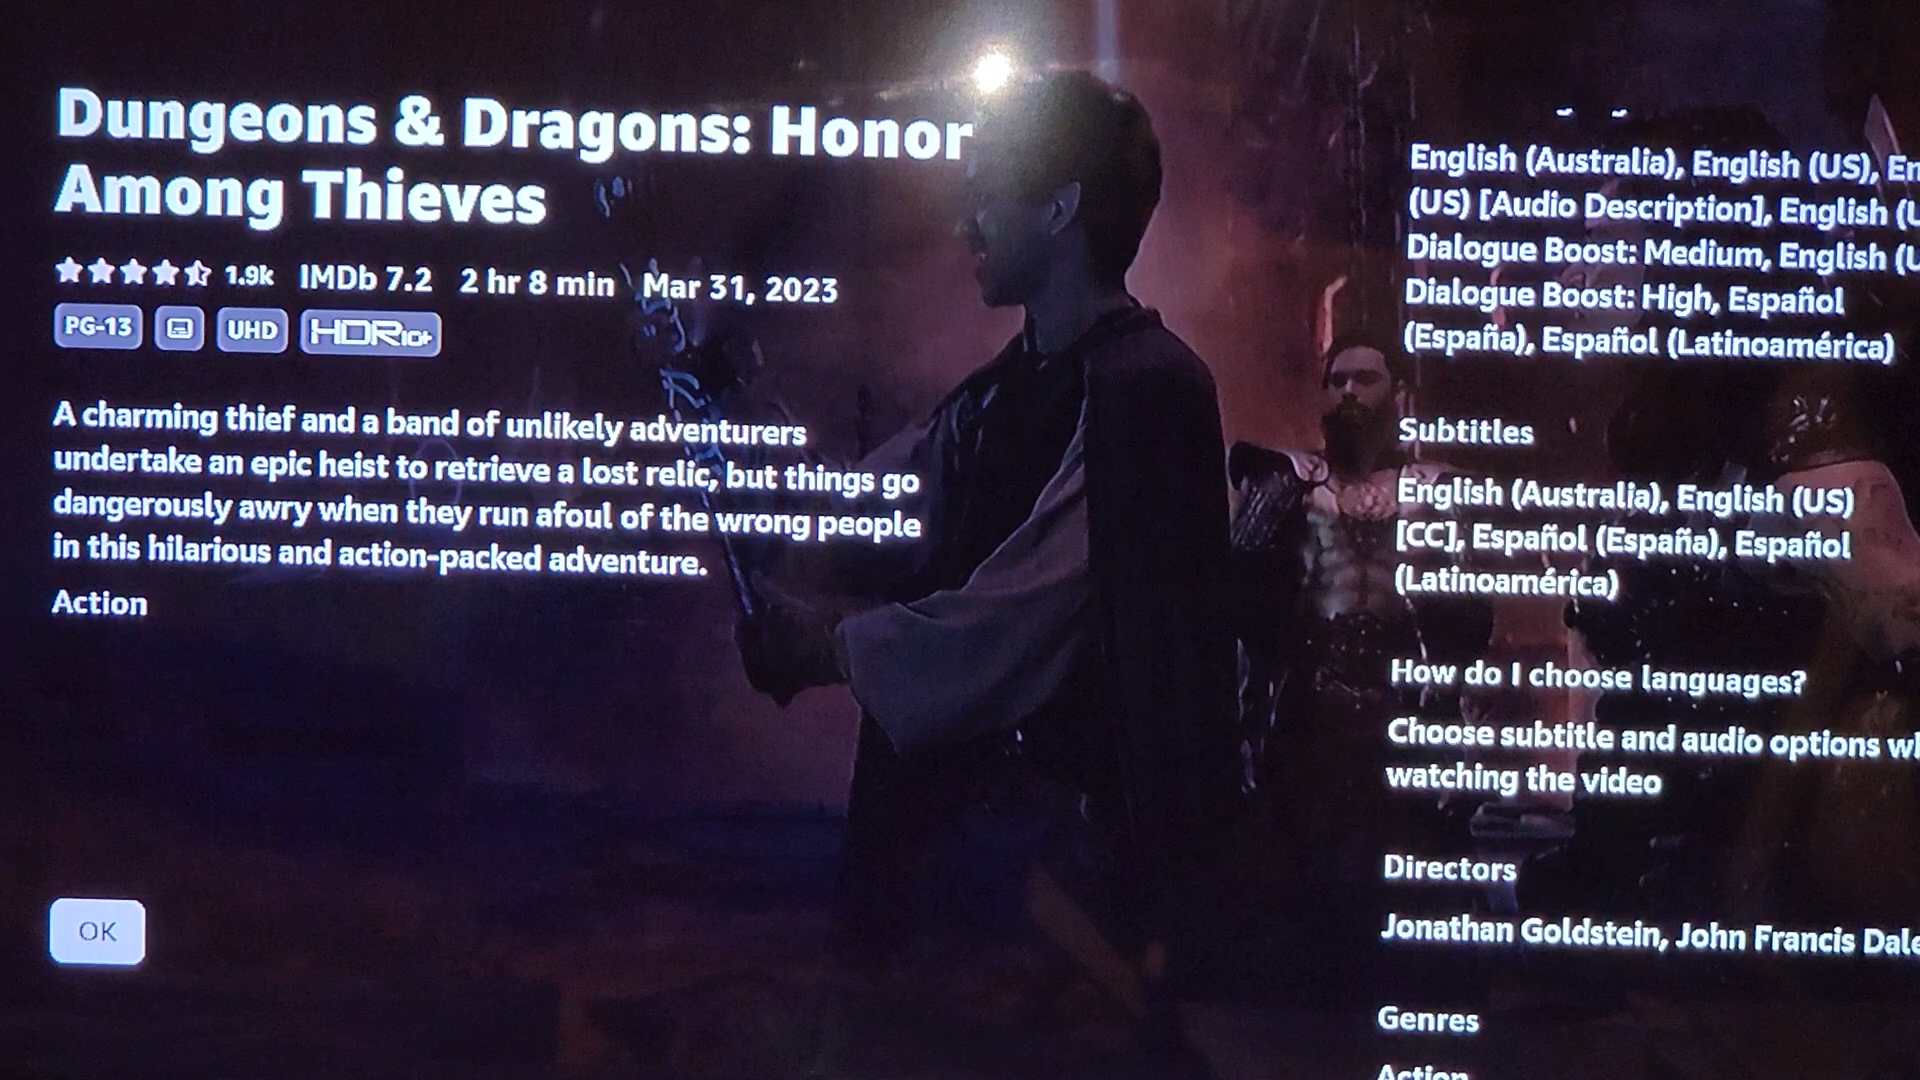 Dungeons & Dragons: Honor
Among Thieves
1.9k IMDb 7.2 2 hr 8 min Mar 31, 2023
PG-13 UHD HDR10+
A charming thief and a band of unlikely adventurers
undertake an epic heist to retrieve a lost relic, but things go
dangerously awry when they run afoul of the wrong people
in this hilarious and action-packed adventure.
Action
OK
English (Australia), English (US), En
(US) [Audio Description], English (U
Dialogue Boost: Medium, English (U
Dialogue Boost: High, Español
(España), Español (Latinoamérica)
Subtitles
English (Australia), English (US)
[CC], Español (España), Español
(Latinoamérica)
How do I choose languages?
Choose subtitle and audio options wh
watching the video
Directors
Jonathan Goldstein, John Francis Dale
Genres
Action